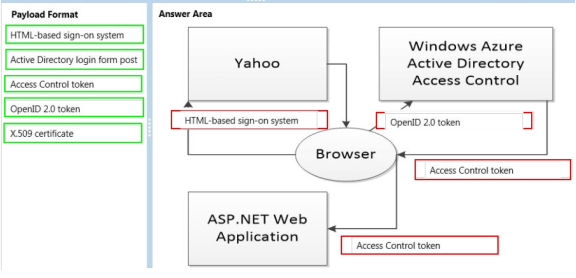 Payload Format
HTML-based sign-on system
Active Directory login form post
Access Control token
OpenID 2.0 token
X.509 certificate
Answer Area
Yahoo
Windows Azure
Active Directory
Access Control
HTML-based sign-on system
OpenID 2.0 token
Browser
Access Control token
ASP.NET Web
Application
Access Control token